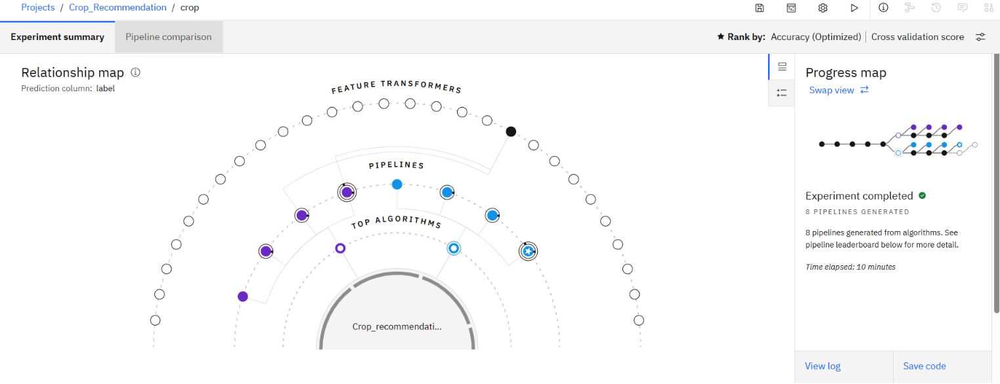 Projects / Crop_Recommendation / crop
Experiment summary
Pipeline comparison
Rank by: Accuracy (Optimized) | Cross validation score
Relationship map
Prediction column: label
FEATURE TRANSFORMERS
PIPELINES
TOP ALGORITHMS
Crop_recommendati...
Progress map
Swap view
Experiment completed
8 PIPELINES GENERATED
8 pipelines generated from algorithms. See
pipeline leaderboard below for more detail.
Time elapsed: 10 minutes
View log
Save code